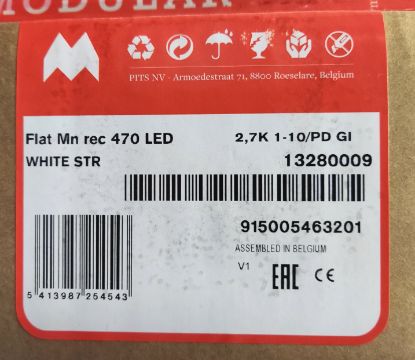 MODULAR
PITS NV - Armoedestraat 71, 8800 Roeselare, Belgium
Flat Mn rec 470 LED 2,7K 1-10/PD GI
WHITE STR 13280009
915005463201
ASSEMBLED IN BELGIUM
V1 EAC CE
5 413987 254543